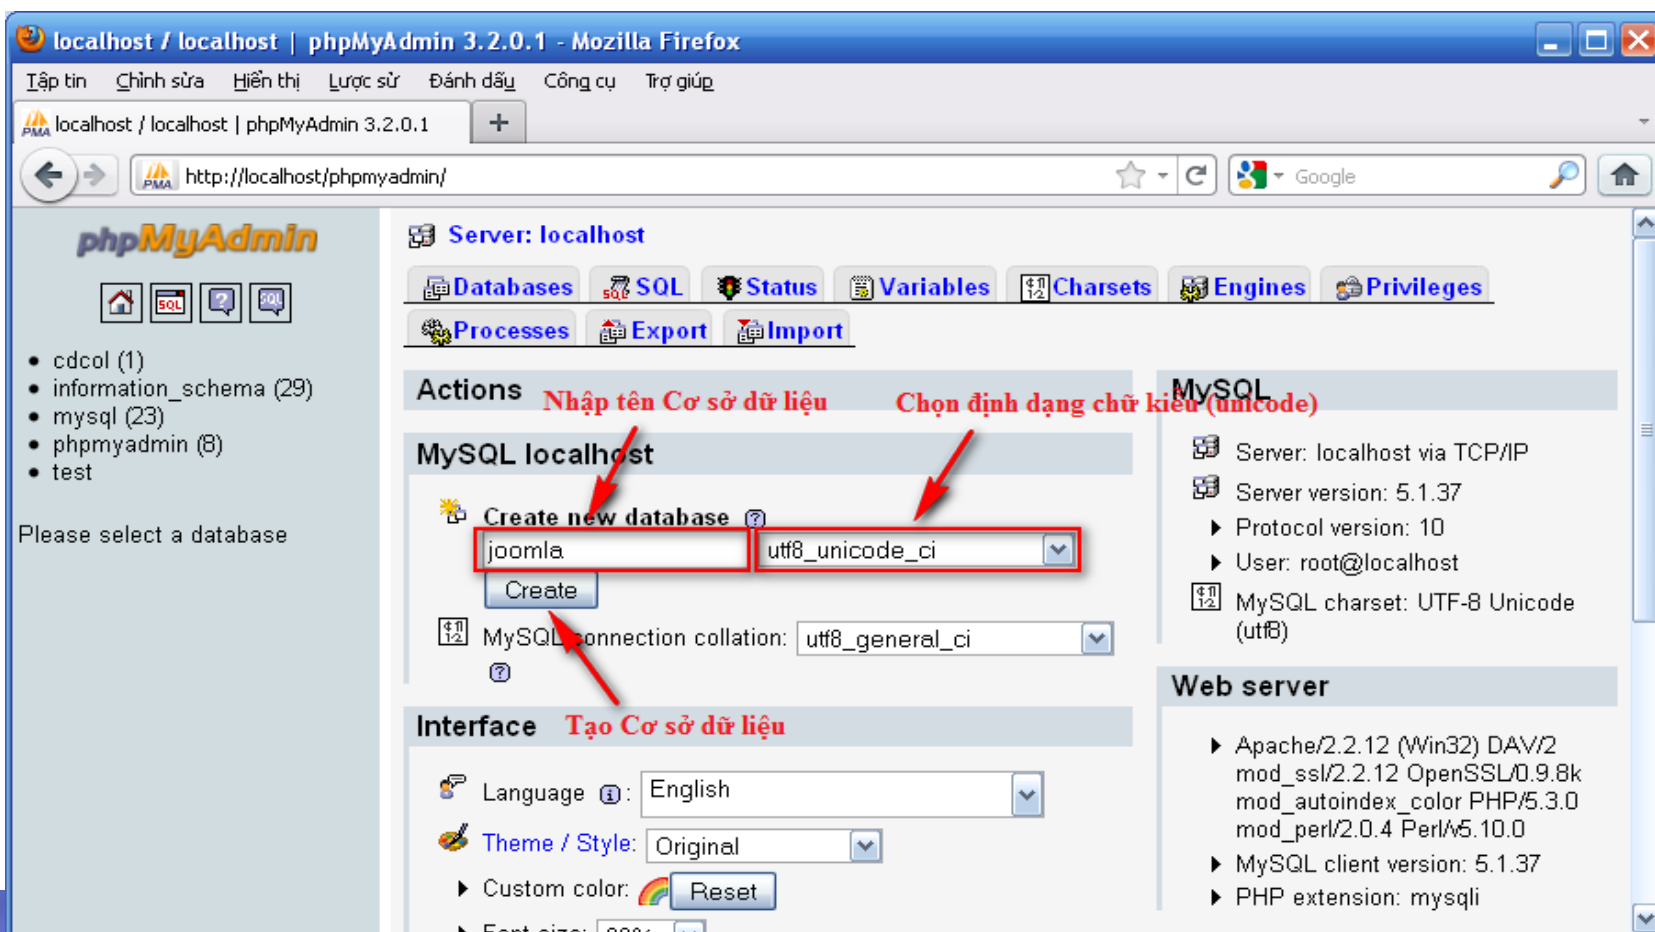 localhost / localhost | phpMyAdmin 3.2.0.1 - Mozilla Firefox
Tập tin Chỉnh sửa Hiển thị Lược sử Đánh dấu Công cụ Trợ giúp
PMA localhost / localhost | phpMyAdmin 3.2.0.1
PMA http://localhost/phpmyadmin/ Google
phpMyAdmin
SQL SQL
cdcol (1)
information_schema (29)
mysql (23)
phpmyadmin (8)
test
Please select a database
Server: localhost
Databases SQL Status Variables Charsets Engines Privileges
Processes Export Import
Actions
Nhập tên Cơ sở dữ liệu
Chọn định dạng chữ kiểu (unicode)
MySQL localhost
Create new database
joomla utf8_unicode_ci
Create
MySQL connection collation: utf8_general_ci
Interface
Tạo Cơ sở dữ liệu
Language : English
Theme / Style: Original
Custom color: Reset
Font size:
MySQL
Server: localhost via TCP/IP
Server version: 5.1.37
Protocol version: 10
User: root@localhost
MySQL charset: UTF-8 Unicode
(utf8)
Web server
Apache/2.2.12 (Win32) DAV/2
mod_ssl/2.2.12 OpenSSL/0.9.8k
mod_autoindex_color PHP/5.3.0
mod_perl/2.0.4 Perl/v5.10.0
MySQL client version: 5.1.37
PHP extension: mysqli